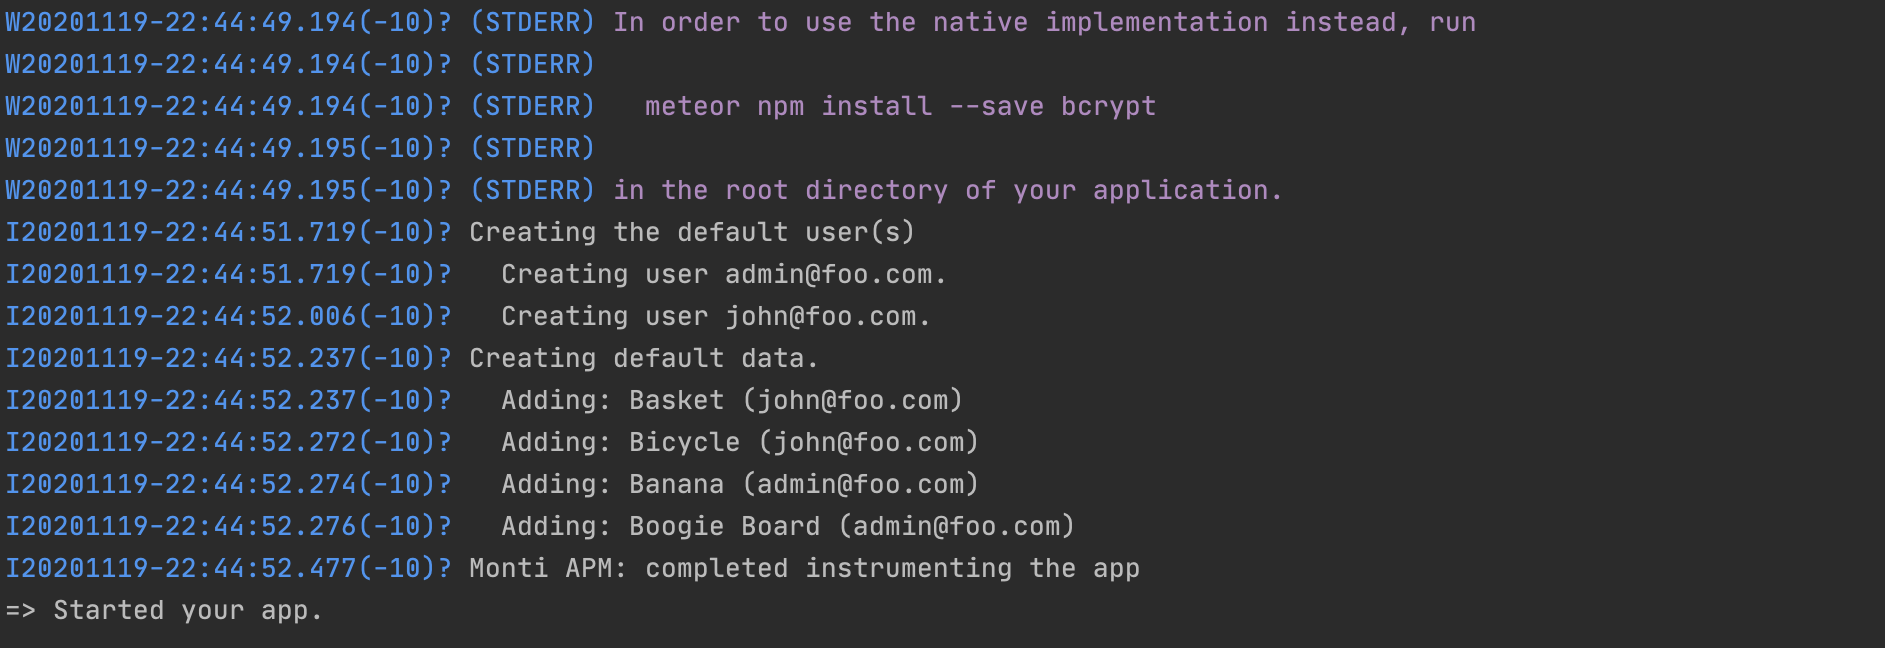 W20201119-22:44:49.194(-10)? (STDERR) In order to use the native implementation instead, run
W20201119-22:44:49.194(-10)? (STDERR)
W20201119-22:44:49.194(-10)? (STDERR)   meteor npm install --save bcrypt
W20201119-22:44:49.195(-10)? (STDERR)
W20201119-22:44:49.195(-10)? (STDERR) in the root directory of your application.
I20201119-22:44:51.719(-10)? Creating the default user(s)
I20201119-22:44:51.719(-10)?   Creating user admin@foo.com.
I20201119-22:44:52.006(-10)?   Creating user john@foo.com.
I20201119-22:44:52.237(-10)? Creating default data.
I20201119-22:44:52.237(-10)?   Adding: Basket (john@foo.com)
I20201119-22:44:52.272(-10)?   Adding: Bicycle (john@foo.com)
I20201119-22:44:52.274(-10)?   Adding: Banana (admin@foo.com)
I20201119-22:44:52.276(-10)?   Adding: Boogie Board (admin@foo.com)
I20201119-22:44:52.477(-10)? Monti APM: completed instrumenting the app
=> Started your app.